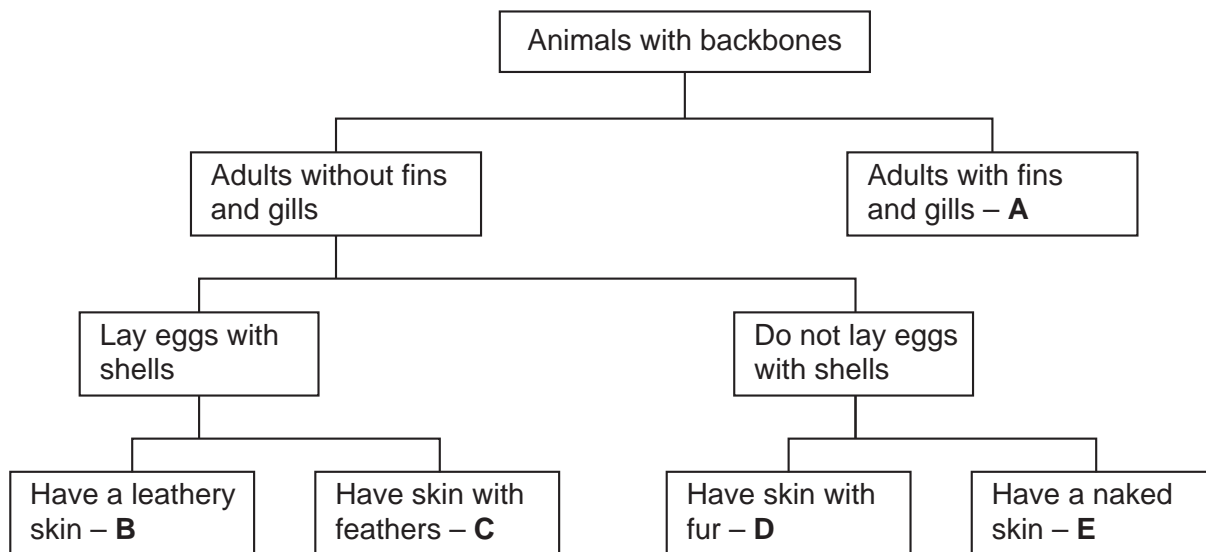 Animals with backbones
Adults without fins
and gills
Adults with fins
and gills – A
Lay eggs with
shells
Do not lay eggs
with shells
Have a leathery
skin – B
Have skin with
feathers – C
Have skin with
fur – D
Have a naked
skin – E